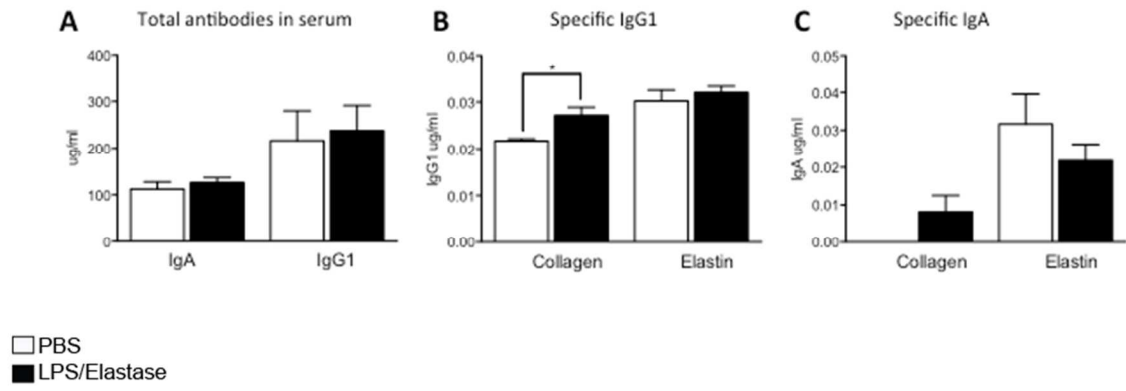 A Total antibodies in serum
400
300
200
100
0
ug/ml
IgA IgG1
B Specific IgG1
0.04
0.03
0.02
0.01
0.00
IgG1 ug/ml
*
Collagen Elastin
C Specific IgA
0.05
0.04
0.03
0.02
0.01
0.00
IgA ug/ml
Collagen Elastin
PBS
LPS/Elastase